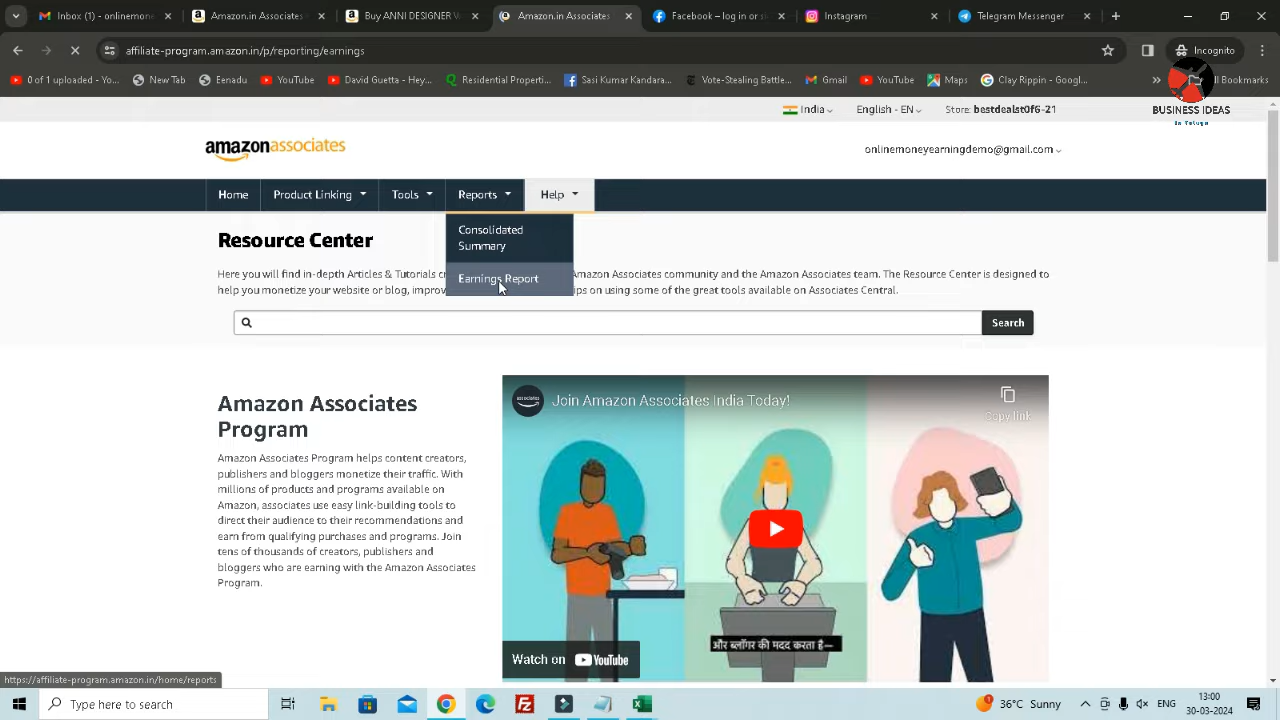 [M] onlinemone
Amazon.in Associates
Buy ANNI DESIGNER V
Amazon.in Associates
Facebook – log in or si
Instagram
Telegram Messenger
affiliate-program.amazon.in/p/reporting/earnings
Incognito
0 of 1 uploaded - Yo...
New Tab
Eenadu
YouTube
David Guetta - Hey...
Residential Properti...
Sasi Kumar Kandara...
Vote-Stealing Battle...
Gmail
YouTube
Maps
Clay Rippin - Googl...
ll Bookmarks
India
English - EN
Store: bestdealst0f6-21
BUSINESS IDEAS
In Telugu
amazonassociates
onlinemoneyearningdemo@gmail.com
Home
Product Linking
Tools
Reports
Help
Consolidated
Summary
Earnings Report
Resource Center
Here you will find in-depth Articles & Tutorials cr
Amazon Associates community and the Amazon Associates team. The Resource Center is designed to
help you monetize your website or blog, improv
ips on using some of the great tools available on Associates Central.
Search
Amazon Associates
Program
Amazon Associates Program helps content creators,
publishers and bloggers monetize their traffic. With
millions of products and programs available on
Amazon, associates use easy link-building tools to
direct their audience to their recommendations and
earn from qualifying purchases and programs. Join
tens of thousands of creators, publishers and
bloggers who are earning with the Amazon Associates
Program.
associates
Join Amazon Associates India Today!
Copy link
और ब्लॉगर की मदद करता है—
Watch on YouTube
https://affiliate-program.amazon.in/home/reports
Type here to search
36°C Sunny
ENG
13:00
30-03-2024